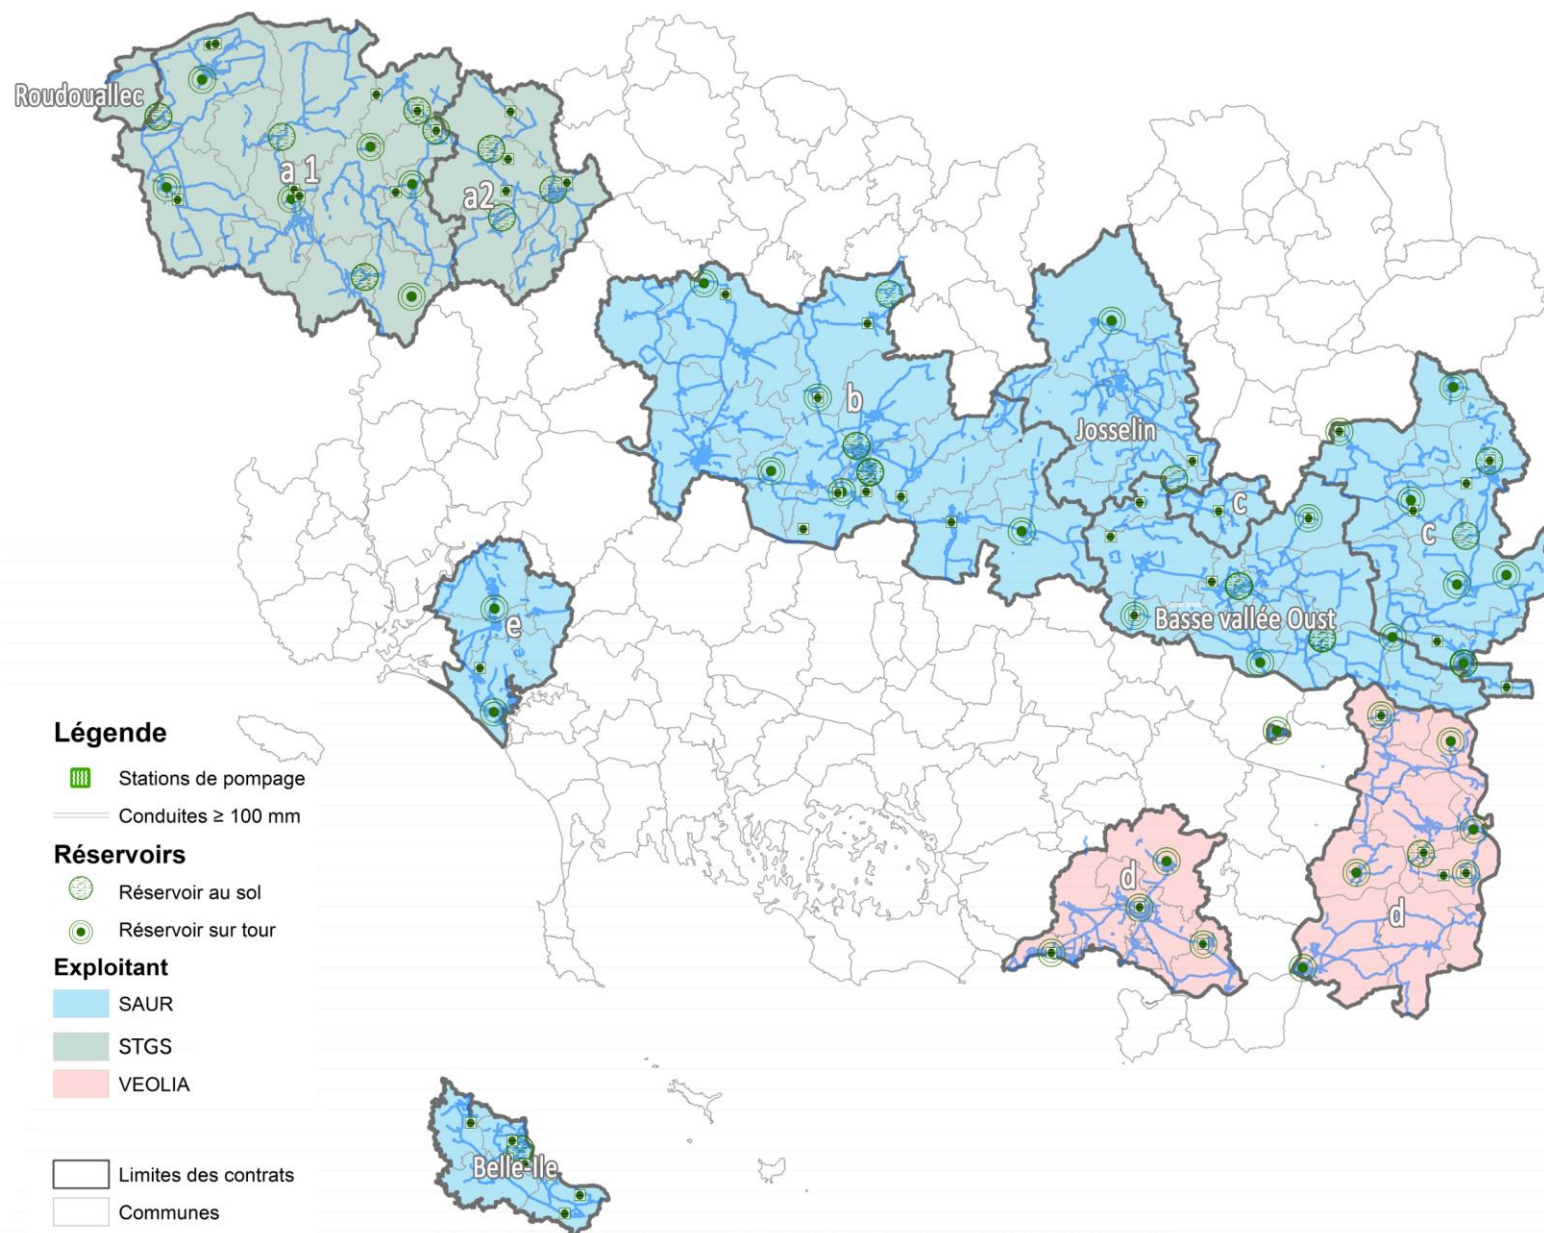 Roudouallec
a 1
a2
b
Josselin
c
c
Basse vallée Oust
e
d
d
Belle-Ile
Légende
Stations de pompage
Conduites ≥ 100 mm
Réservoirs
Réservoir au sol
Réservoir sur tour
Exploitant
SAUR
STGS
VEOLIA
Limites des contrats
Communes